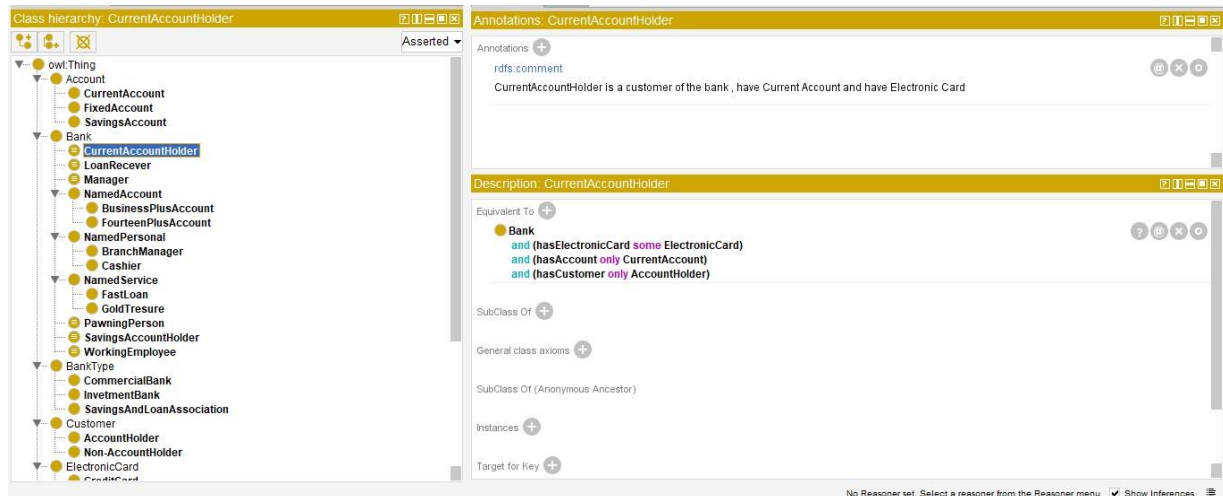 Class hierarchy: CurrentAccountHolder
Asserted
owl:Thing
Account
CurrentAccount
FixedAccount
SavingsAccount
Bank
CurrentAccountHolder
LoanRecever
Manager
NamedAccount
BusinessPlusAccount
FourteenPlusAccount
NamedPersonal
BranchManager
Cashier
NamedService
FastLoan
GoldTresure
PawningPerson
SavingsAccountHolder
WorkingEmployee
BankType
CommercialBank
InvetmentBank
SavingsAndLoanAssociation
Customer
AccountHolder
Non-AccountHolder
ElectronicCard
CreditCard
Annotations: CurrentAccountHolder
Annotations
rdfs:comment
CurrentAccountHolder is a customer of the bank , have Current Account and have Electronic Card
Description: CurrentAccountHolder
Equivalent To
Bank
and (hasElectronicCard some ElectronicCard)
and (hasAccount only CurrentAccount)
and (hasCustomer only AccountHolder)
SubClass Of
General class axioms
SubClass Of (Anonymous Ancestor)
Instances
Target for Key
No Reasoner set. Select a reasoner from the Reasoner menu Show Inferences